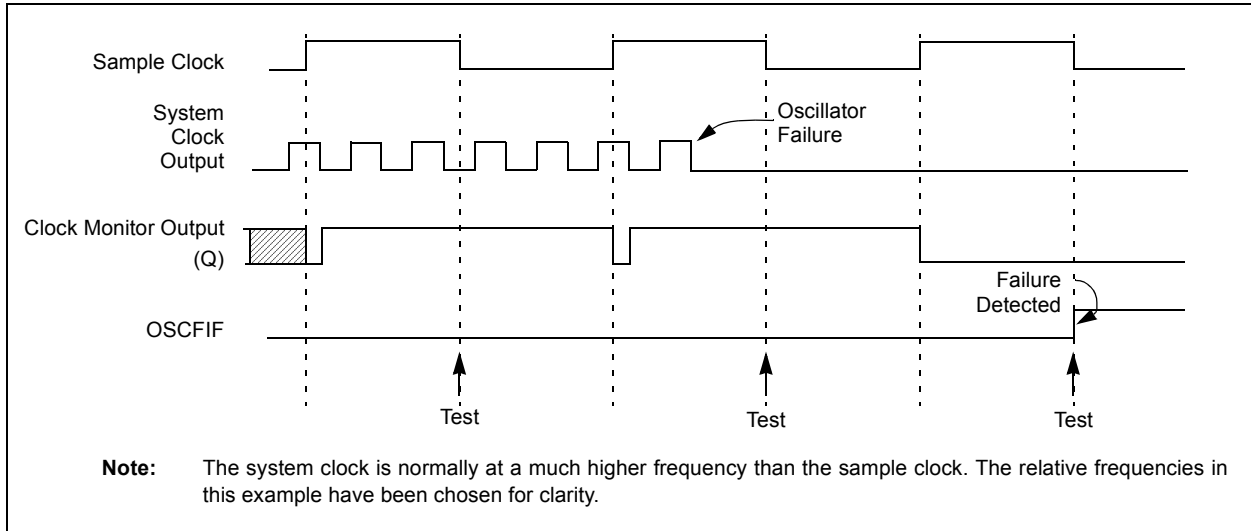 Sample Clock
System
Clock
Output
Oscillator
Failure
Clock Monitor Output
(Q)
Failure
Detected
OSCFIF
Test
Test
Test
Note: The system clock is normally at a much higher frequency than the sample clock. The relative frequencies in
this example have been chosen for clarity.